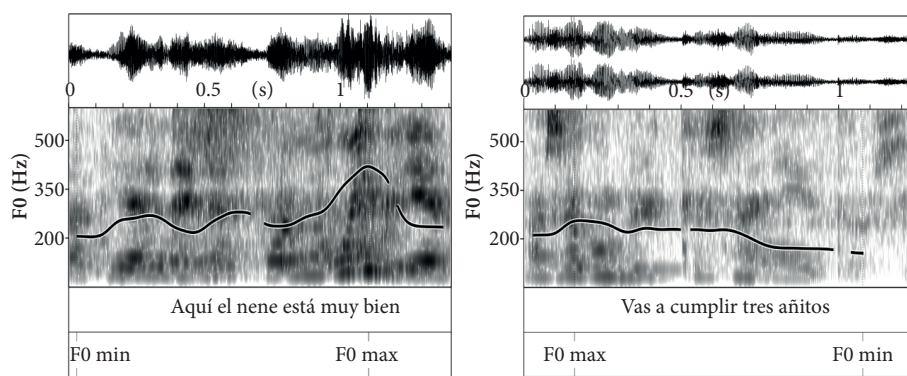 0 0.5 (s) 1
500
350
200
F0 (Hz)
Aquí el nene está muy bien
F0 min F0 max
0 0.5 (s) 1
500
350
200
F0 (Hz)
Vas a cumplir tres añitos
F0 max F0 min